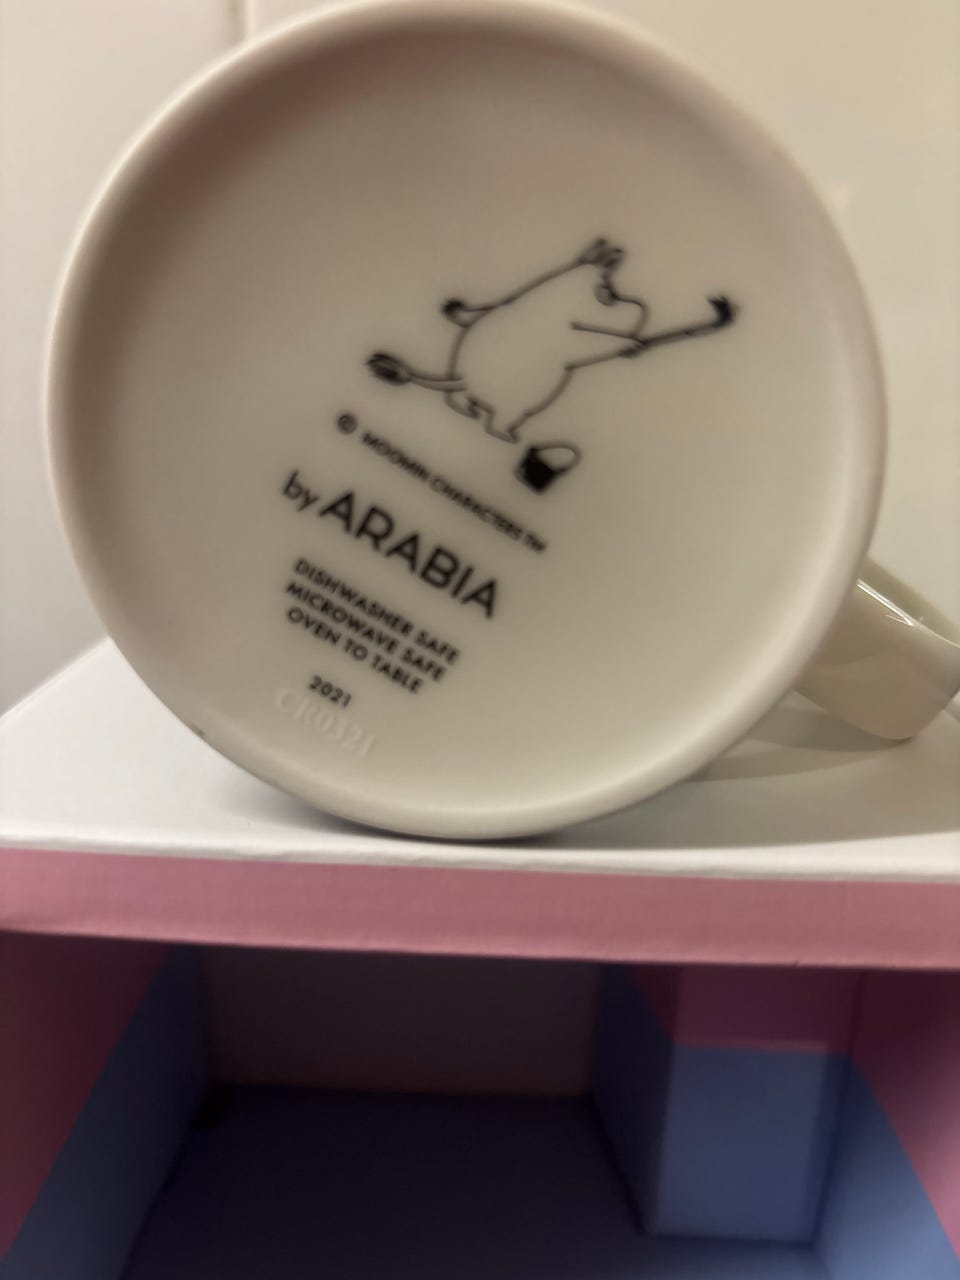 © MOOMIN CHARACTERS™
by ARABIA
DISHWASHER SAFE
MICROWAVE SAFE
OVEN TO TABLE
2021
CR0321